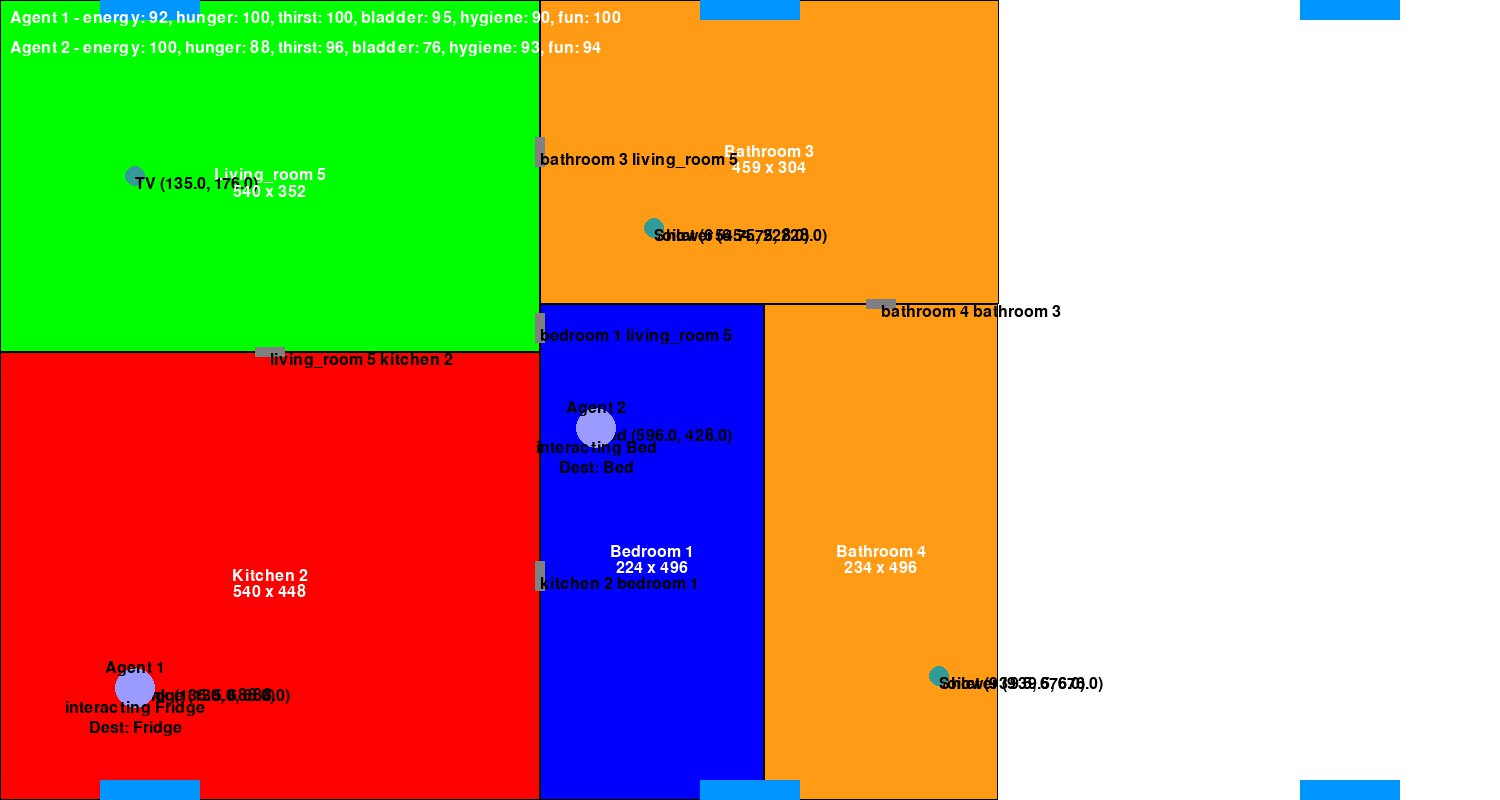 Agent 1 - energy: 92, hunger: 100, thirst: 100, bladder: 95, hygiene: 90, fun: 100
Agent 2 - energy: 100, hunger: 88, thirst: 96, bladder: 76, hygiene: 93, fun: 94
bathroom 3 living_room 5
Bathroom 3
459 x 304
TV (135.0, 176.0)
Living_room 5
540 x 352
bathroom 4 bathroom 3
bedroom 1 living_room 5
living_room 5 kitchen 2
Agent 2
(596.0, 428.0)
interacting Bed
Dest: Bed
Bedroom 1
224 x 496
Bathroom 4
234 x 496
Kitchen 2
540 x 448
kitchen 2 bedroom 1
Agent 1
interacting Fridge
Dest: Fridge